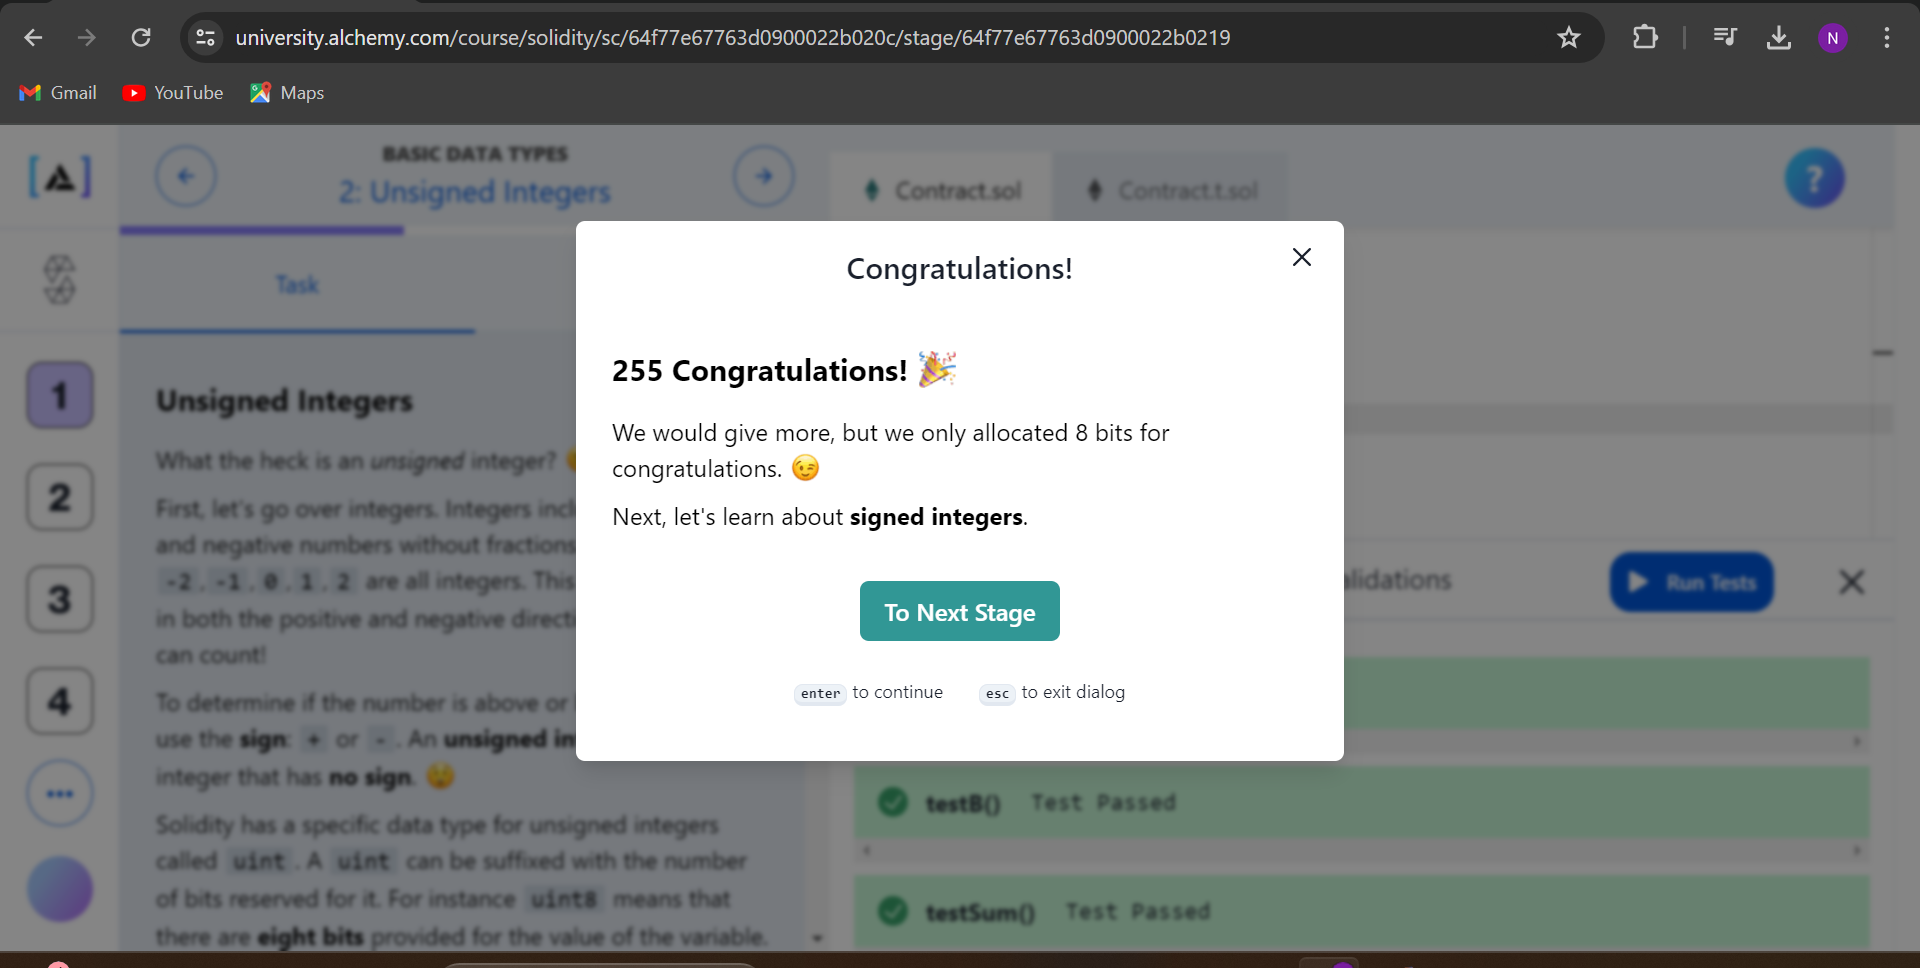 university.alchemy.com/course/solidity/sc/64f77e67763d0900022b020c/stage/64f77e67763d0900022b0219
N
Gmail
YouTube
Maps
BASIC DATA TYPES
2: Unsigned Integers
Contract.sol
Contract.t.sol
?
Task
1
2
3
4
Unsigned Integers
What the heck is an unsigned integer?
First, let's go over integers. Integers
and negative numbers without fractions
-2, -1, 0, 1, 2 are all integers. This
in both the positive and negative
can count!
To determine if the number is above or
use the sign: + or -. An unsigned
integer that has no sign. 😲
Solidity has a specific data type for unsigned integers
called uint. A uint can be suffixed with the number
of bits reserved for it. For instance uint8 means that
there are eight bits provided for the value of the variable.
Congratulations!
255 Congratulations! 🎉
We would give more, but we only allocated 8 bits for
congratulations. 😉
Next, let's learn about signed integers.
To Next Stage
enter to continue esc to exit dialog
Run Tests
testB() Test Passed
testSum() Test Passed